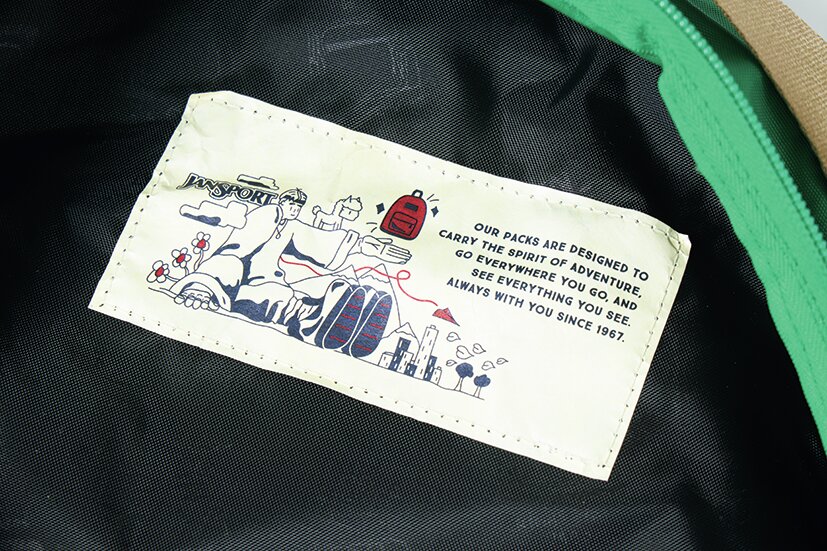 JANSPORT
OUR PACKS ARE DESIGNED TO
CARRY THE SPIRIT OF ADVENTURE,
GO EVERYWHERE YOU GO, AND
SEE EVERYTHING YOU SEE.
ALWAYS WITH YOU SINCE 1967.